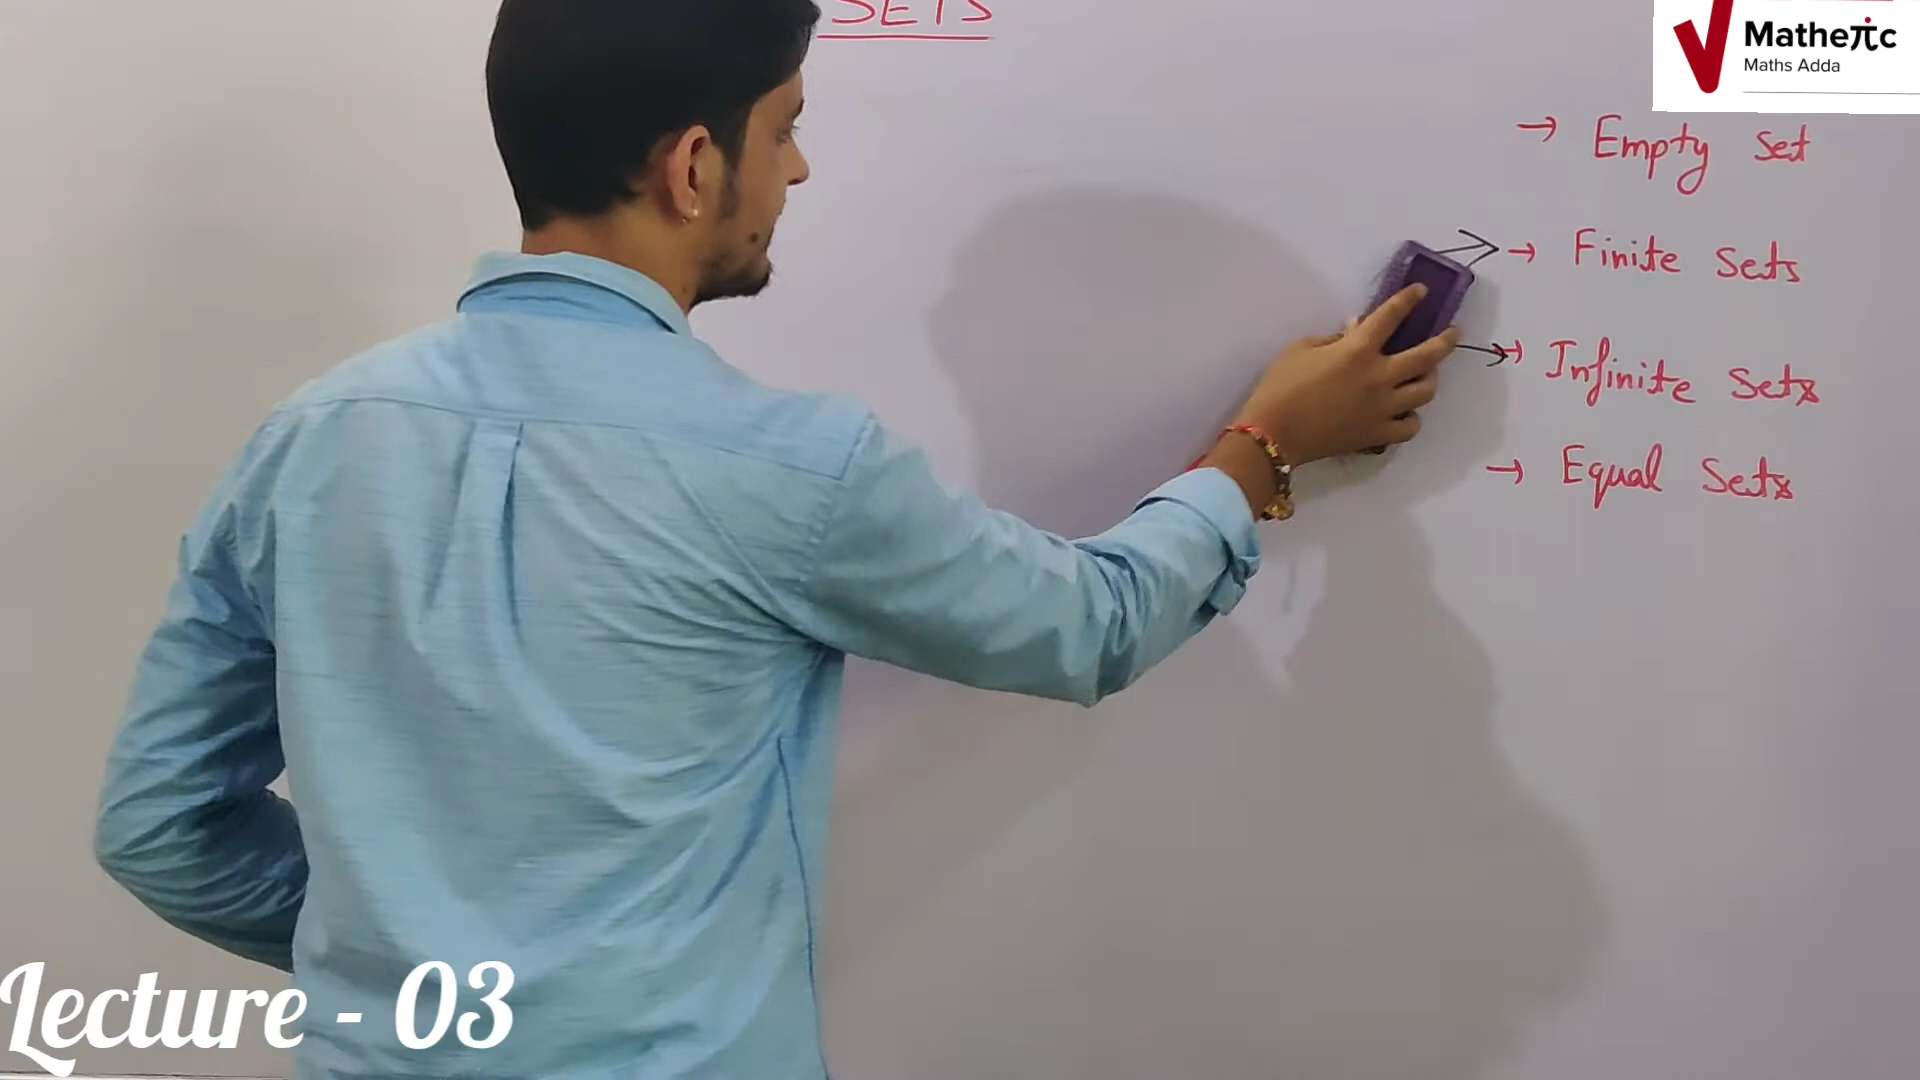 SETS
Matheπc
Maths Adda
→ Empty Set
→ Finite Sets
→ Infinite Sets
→ Equal Sets
Lecture - 03